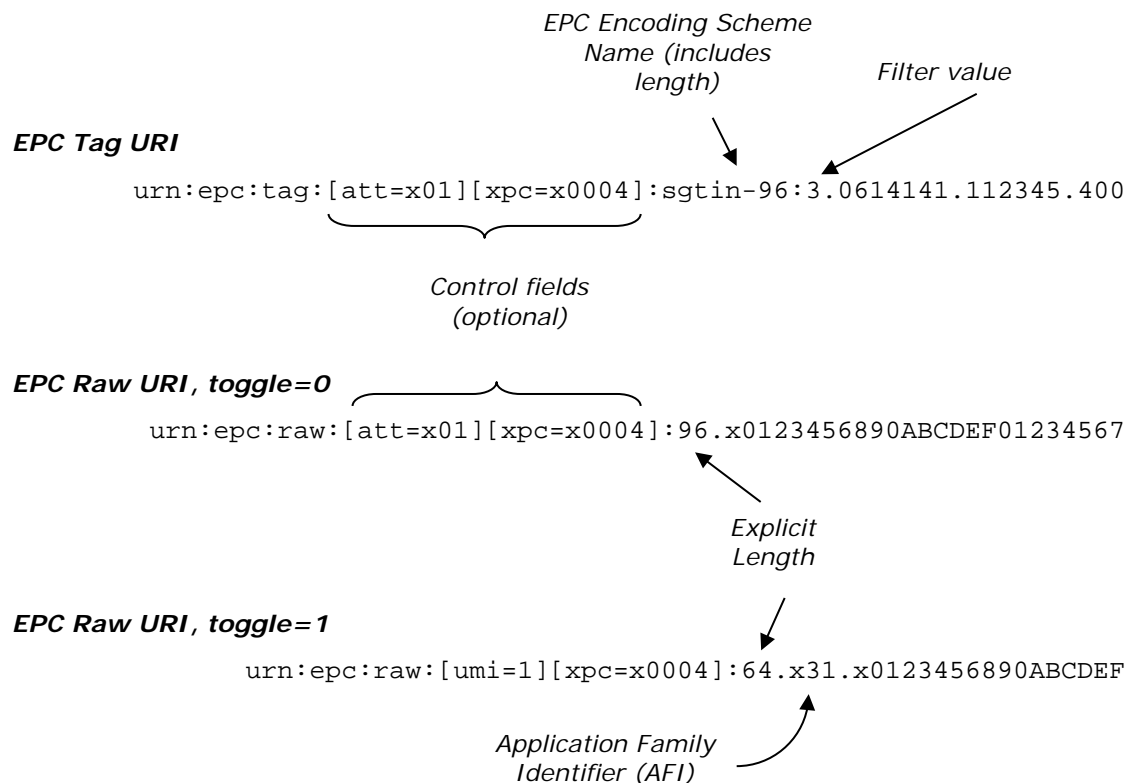 EPC Encoding Scheme
Name (includes
length)
Filter value
EPC Tag URI
urn:epc:tag:[att=x01][xpc=x0004]:sgtin-96:3.0614141.112345.400
Control fields
(optional)
EPC Raw URI, toggle=0
urn:epc:raw:[att=x01][xpc=x0004]:96.x0123456890ABCDEF01234567
Explicit
Length
EPC Raw URI, toggle=1
urn:epc:raw:[umi=1][xpc=x0004]:64.x31.x0123456890ABCDEF
Application Family
Identifier (AFI)